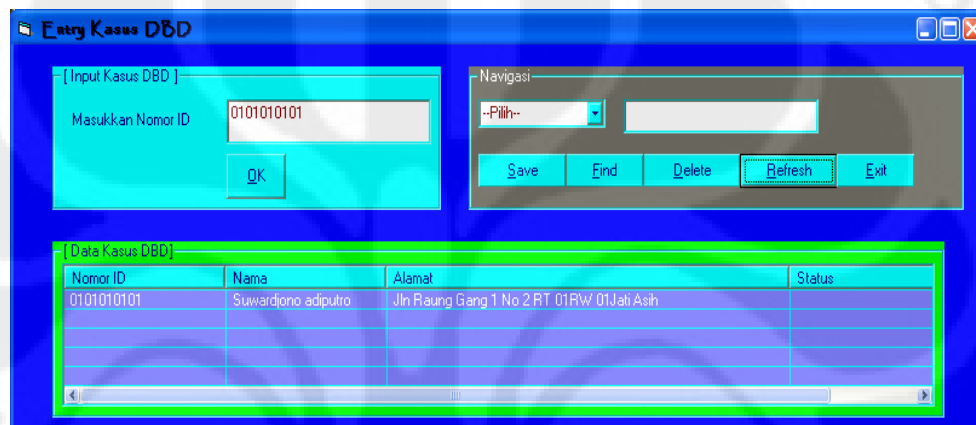 Entry Kasus DBD
[ Input Kasus DBD ]
Masukkan Nomor ID
0101010101
OK
Navigasi
--Pilih--
Save Find Delete Refresh Exit
[ Data Kasus DBD]
Nomor ID Nama Alamat Status
0101010101 Suwardjono adiputro Jln Raung Gang 1 No 2 RT 01RW 01Jati Asih